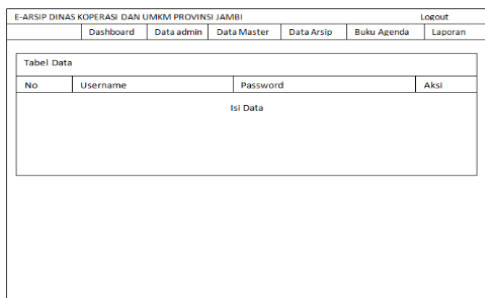 E-ARSIP DINAS KOPERASI DAN UMKM PROVINSI JAMBI Logout
Dashboard Data admin Data Master Data Arsip Buku Agenda Laporan
Tabel Data
No Username Password Aksi
Isi Data